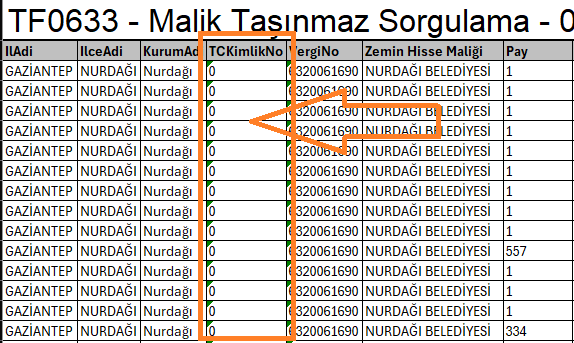 TF0633 - Malik Taşınmaz Sorgulama - 0
IlAdi IlceAdi KurumAd TCKimlikNo VergiNo Zemin Hisse Maliği Pay
GAZİANTEP NURDAĞI Nurdağı 0 6320061690 NURDAĞI BELEDİYESİ 1
GAZİANTEP NURDAĞI Nurdağı 0 6320061690 NURDAĞI BELEDİYESİ 1
GAZİANTEP NURDAĞI Nurdağı 0 6320061690 NURDAĞI BELEDİYESİ 1
GAZİANTEP NURDAĞI Nurdağı 0 6320061690 NURDAĞI BELEDİYESİ 1
GAZİANTEP NURDAĞI Nurdağı 0 6320061690 NURDAĞI BELEDİYESİ 1
GAZİANTEP NURDAĞI Nurdağı 0 6320061690 NURDAĞI BELEDİYESİ 1
GAZİANTEP NURDAĞI Nurdağı 0 6320061690 NURDAĞI BELEDİYESİ 1
GAZİANTEP NURDAĞI Nurdağı 0 6320061690 NURDAĞI BELEDİYESİ 1
GAZİANTEP NURDAĞI Nurdağı 0 6320061690 NURDAĞI BELEDİYESİ 1
GAZİANTEP NURDAĞI Nurdağı 0 6320061690 NURDAĞI BELEDİYESİ 557
GAZİANTEP NURDAĞI Nurdağı 0 6320061690 NURDAĞI BELEDİYESİ 1
GAZİANTEP NURDAĞI Nurdağı 0 6320061690 NURDAĞI BELEDİYESİ 1
GAZİANTEP NURDAĞI Nurdağı 0 6320061690 NURDAĞI BELEDİYESİ 1
GAZİANTEP NURDAĞI Nurdağı 0 6320061690 NURDAĞI BELEDİYESİ 334